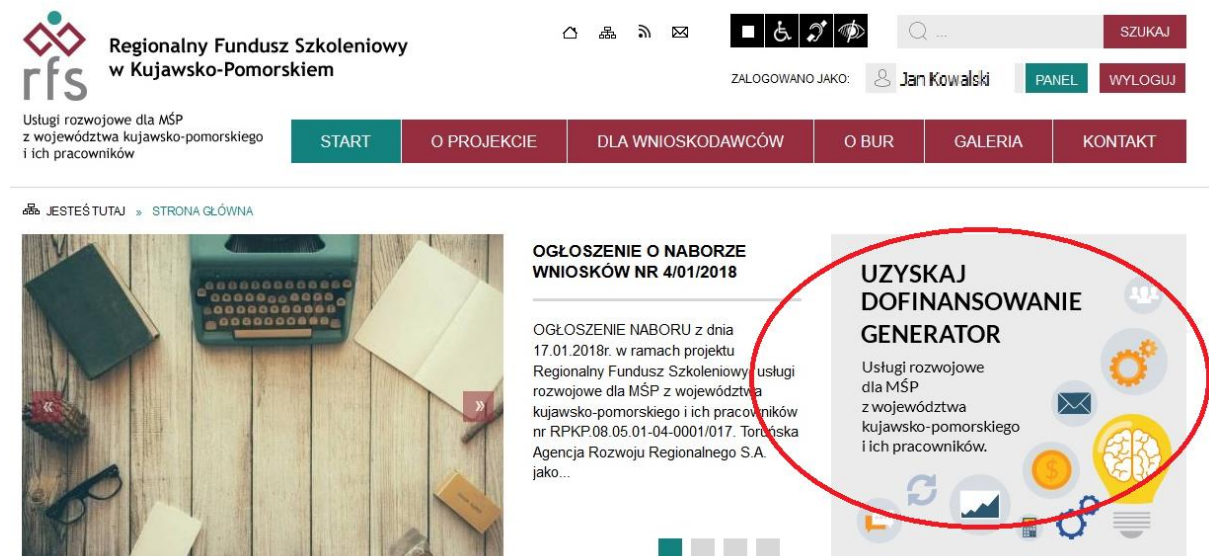 rfs
Regionalny Fundusz Szkoleniowy
w Kujawsko-Pomorskiem
Usługi rozwojowe dla MŚP
z województwa kujawsko-pomorskiego
i ich pracowników
...
SZUKAJ
ZALOGOWANO JAKO:
Jan Kowalski
PANEL
WYLOGUJ
START
O PROJEKCIE
DLA WNIOSKODAWCÓW
O BUR
GALERIA
KONTAKT
JESTEŚ TUTAJ » STRONA GŁÓWNA
«
»
OGŁOSZENIE O NABORZE
WNIOSKÓW NR 4/01/2018
OGŁOSZENIE NABORU z dnia
17.01.2018r. w ramach projektu
Regionalny Fundusz Szkoleniowy usługi
rozwojowe dla MŚP z województwa
kujawsko-pomorskiego i ich pracowników
nr RPKP.08.05.01-04-0001/017. Toruńska
Agencja Rozwoju Regionalnego S.A.
jako...
UZYSKAJ
DOFINANSOWANIE
GENERATOR
Usługi rozwojowe
dla MŚP
z województwa
kujawsko-pomorskiego
i ich pracowników.
$